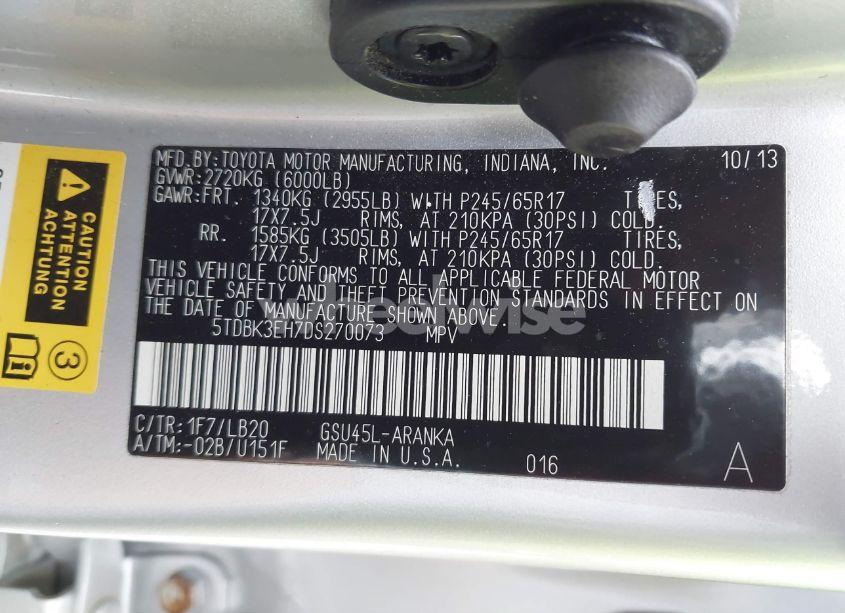 MFD.BY:TOYOTA MOTOR MANUFACTURING, INDIANA, INC. 10/13
GVWR:2720KG (6000LB)
GAWR:FRT. 1340KG (2955LB) WITH P245/65R17 TIRES,
17X7.5J RIMS, AT 210KPA (30PSI) COLD.
RR. 1585KG (3505LB) WITH P245/65R17 TIRES,
17X7.5J RIMS, AT 210KPA (30PSI) COLD.
THIS VEHICLE CONFORMS TO ALL APPLICABLE FEDERAL MOTOR
VEHICLE SAFETY AND THEFT PREVENTION STANDARDS IN EFFECT ON
THE DATE OF MANUFACTURE SHOWN ABOVE.
5TDBK3EH7DS270073 MPV
C/TR:1F7/LB20 GSU45L-ARANKA
A/TM:-02B/U151F MADE IN U.S.A. 016 A
CAUTION
ATTENTION
ACHTUNG
3
wheelwise